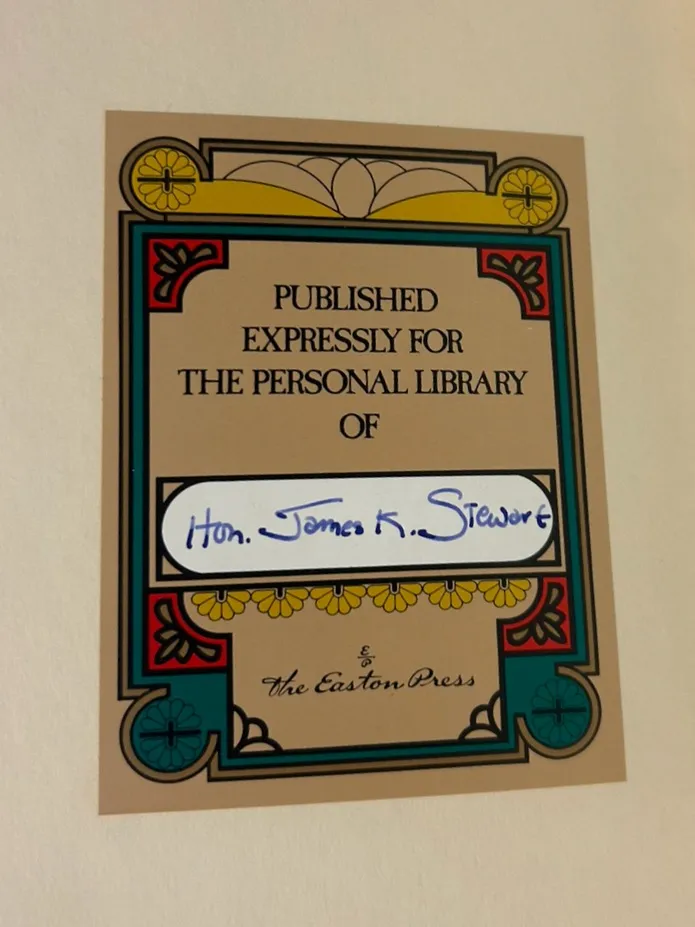 PUBLISHED
EXPRESSLY FOR
THE PERSONAL LIBRARY
OF
Hon. James K. Stewart
E
P
The Easton Press